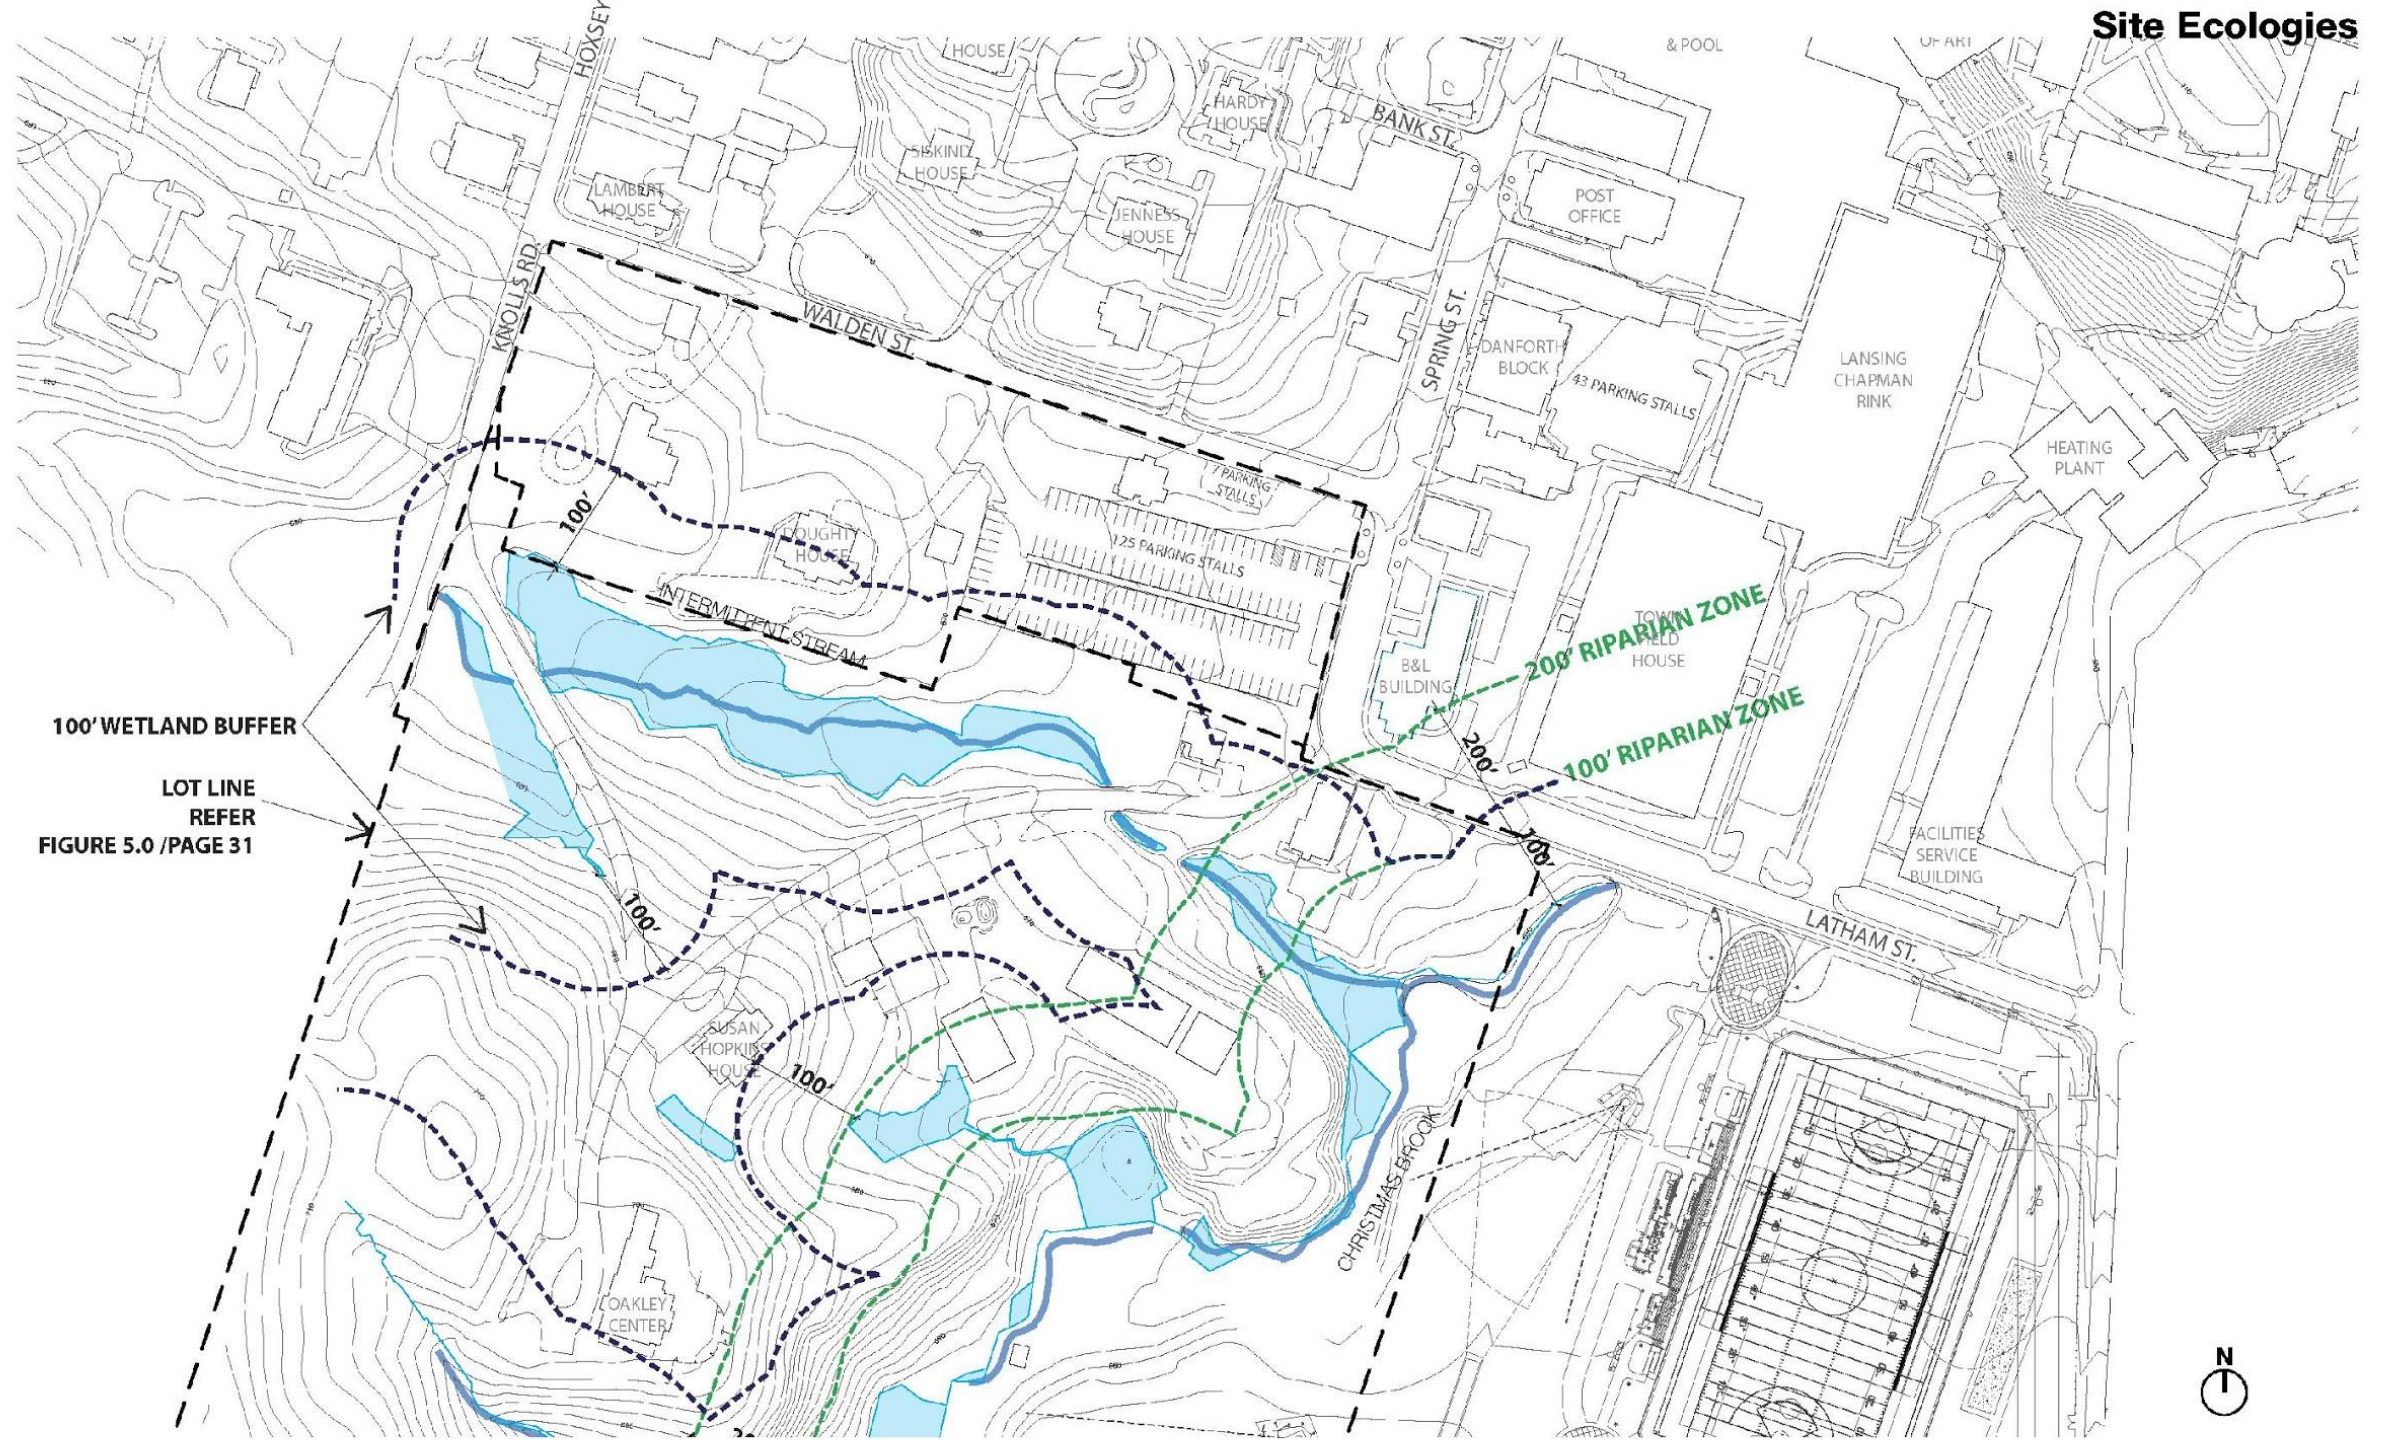 Site Ecologies
HOXSEY
HOUSE
& POOL
OF ART
HARDY
HOUSE
BANK ST.
SISKIND
HOUSE
LAMBERT
HOUSE
JENNESS
HOUSE
POST
OFFICE
KNOLLS RD.
WALDEN ST.
SPRING ST.
DANFORTH
BLOCK
43 PARKING STALLS
LANSING
CHAPMAN
RINK
HEATING
PLANT
7 PARKING
STALLS
100'
DOUGHTY
HOUSE
125 PARKING STALLS
INTERMITTENT STREAM
200' RIPARIAN ZONE
TOWN
FIELD
HOUSE
B&L
BUILDING
100' RIPARIAN ZONE
100' WETLAND BUFFER
200'
LOT LINE
REFER
FIGURE 5.0 /PAGE 31
100'
FACILITIES
SERVICE
BUILDING
100'
LATHAM ST.
SUSAN
HOPKINS
HOUSE
100'
CHRISTMAS BROOK
OAKLEY
CENTER
N